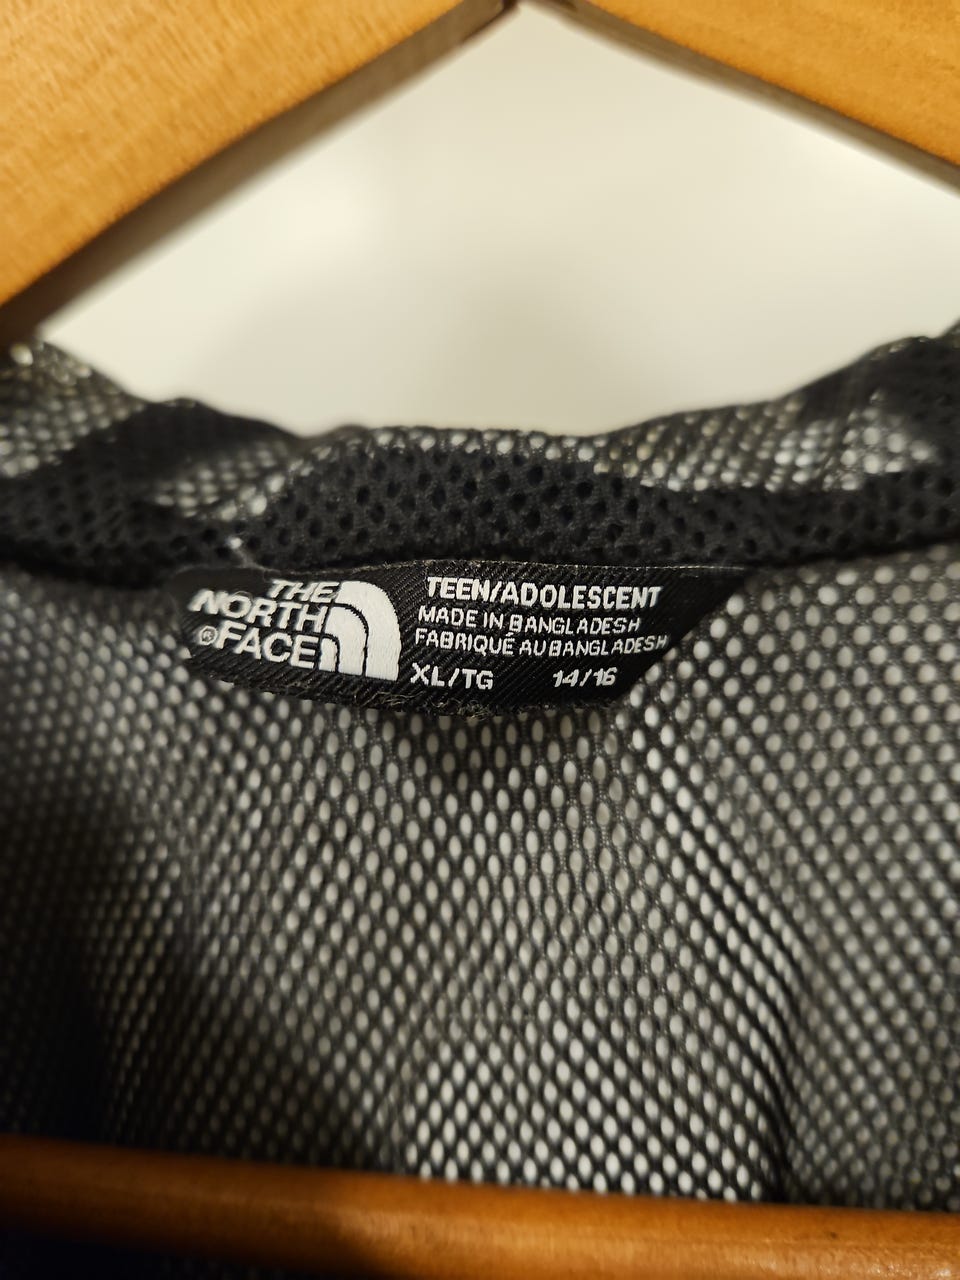 THE
NORTH
®FACE
TEEN/ADOLESCENT
MADE IN BANGLADESH
FABRIQUÉ AU BANGLADESH
XL/TG 14/16